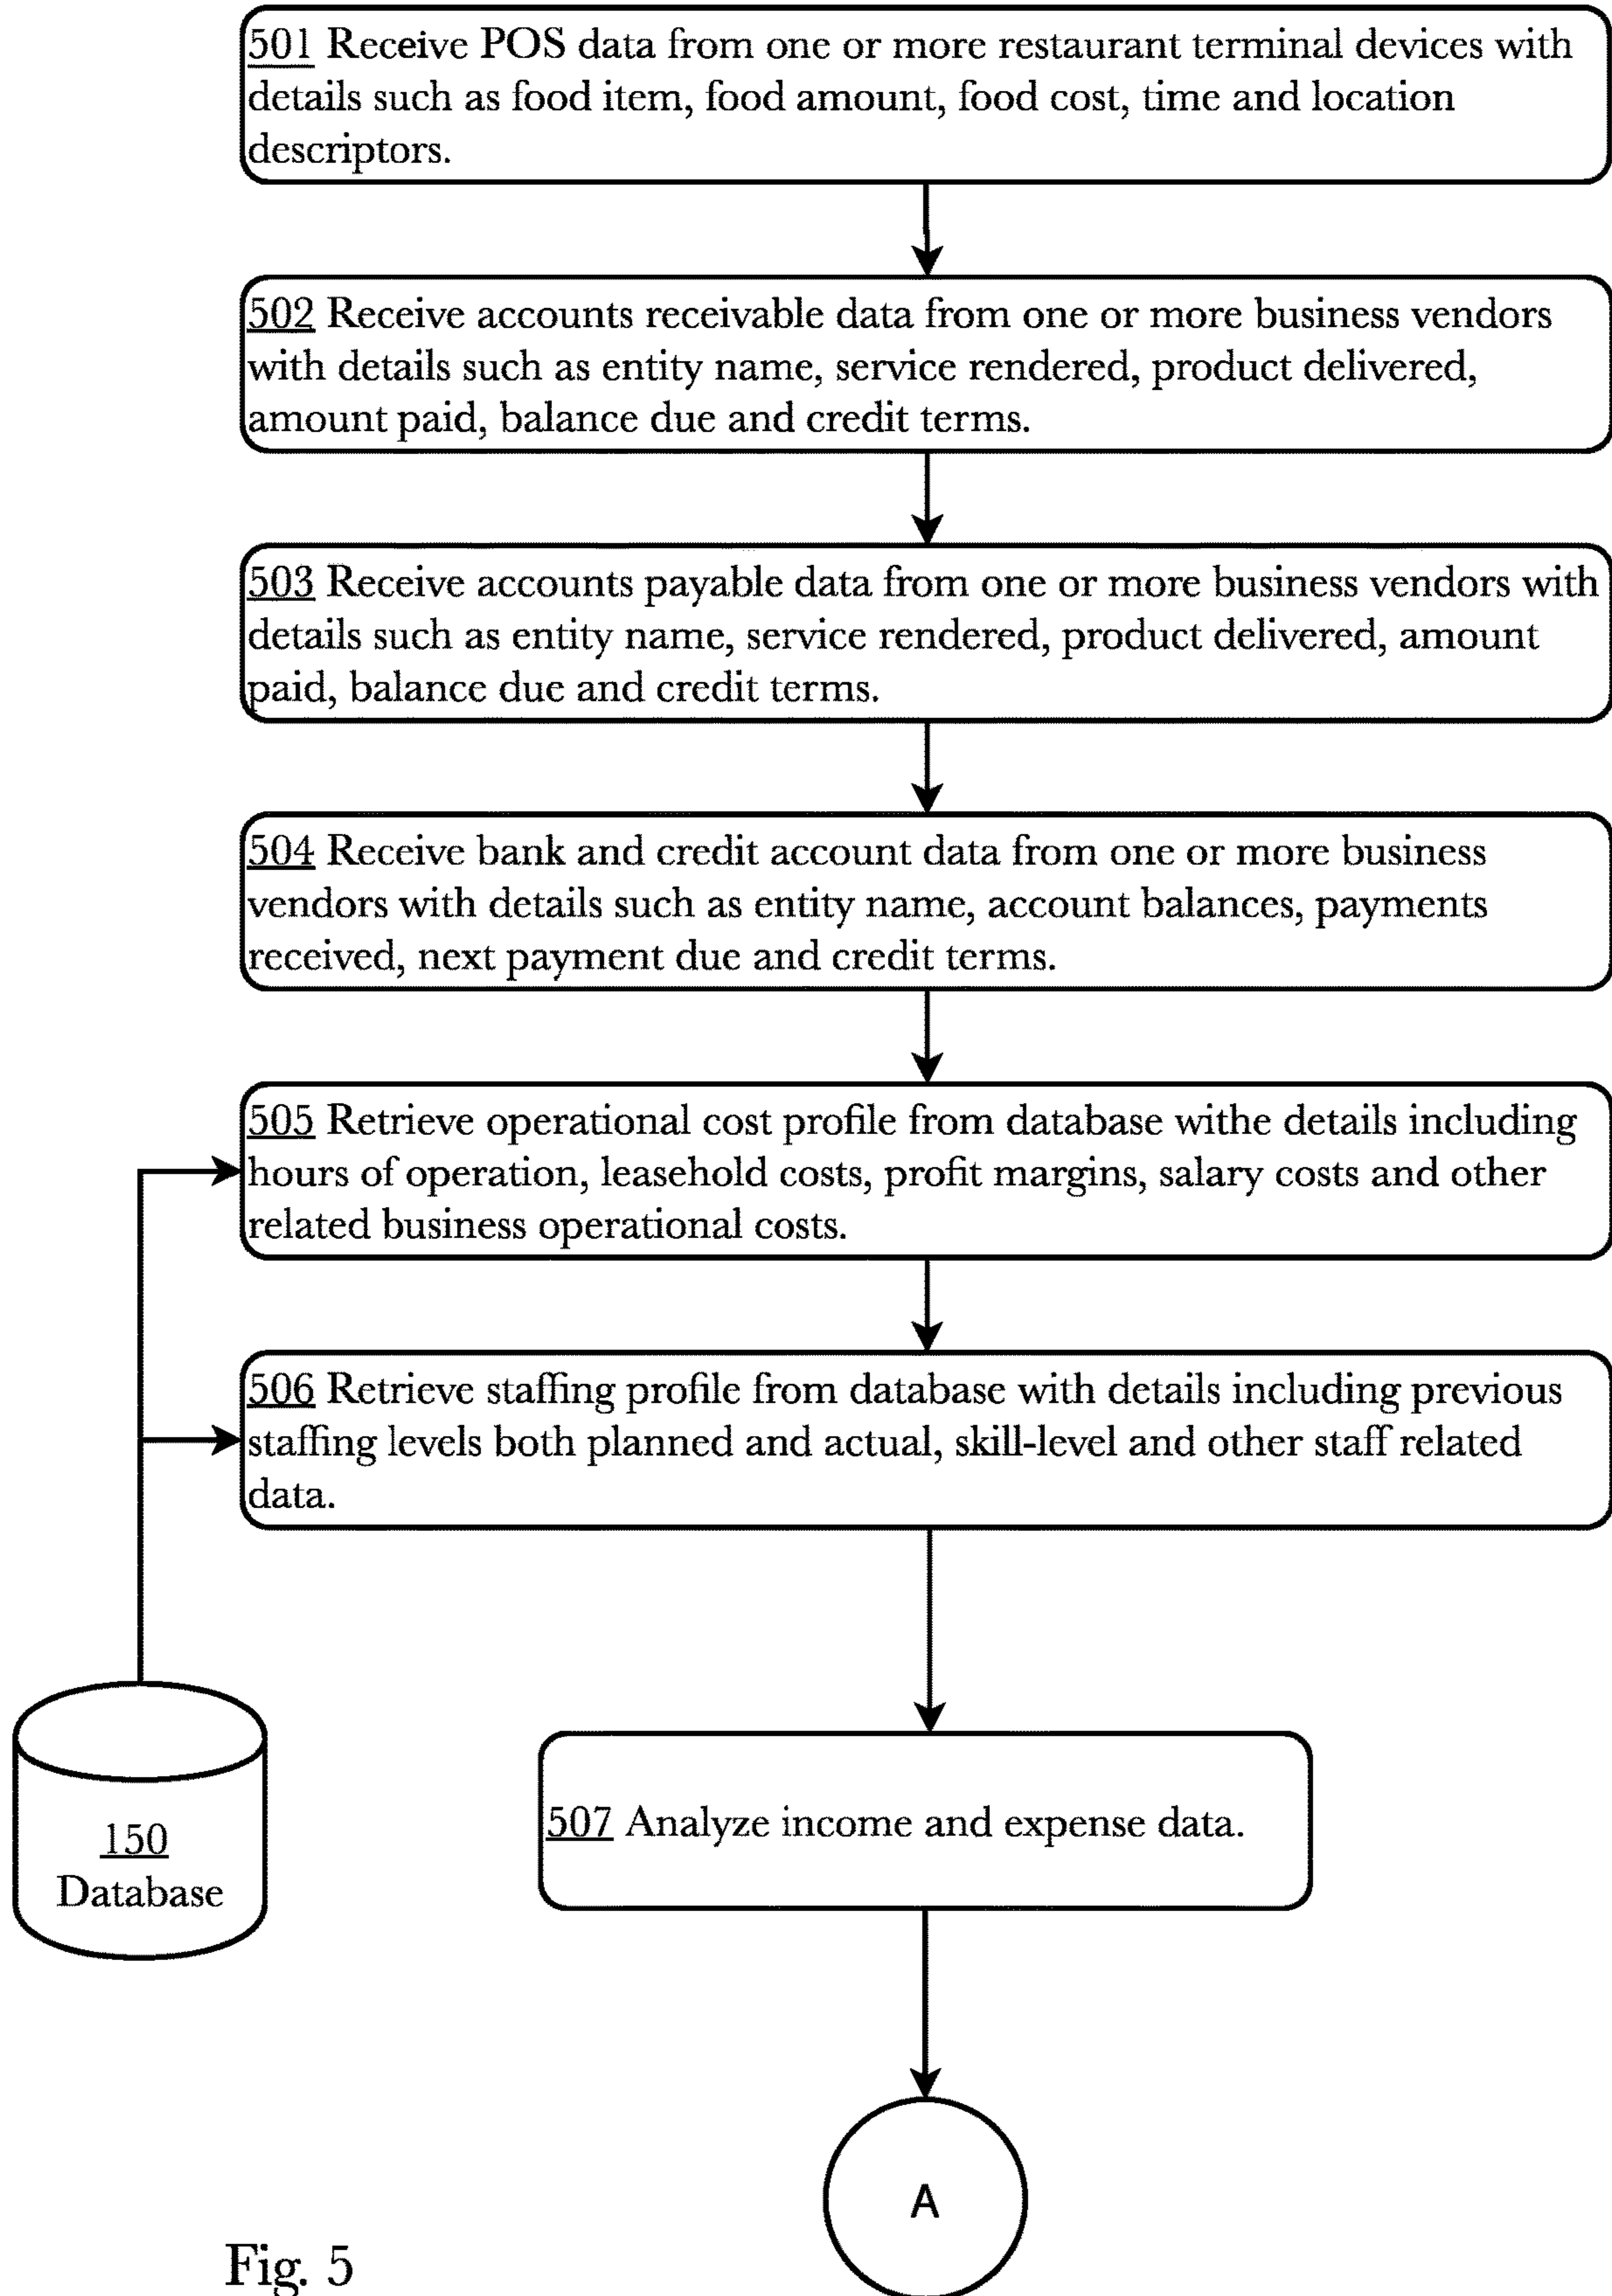 501 Receive POS data from one or more restaurant terminal devices with
details such as food item, food amount, food cost, time and location
descriptors.
502 Receive accounts receivable data from one or more business vendors
with details such as entity name, service rendered, product delivered,
amount paid, balance due and credit terms.
503 Receive accounts payable data from one or more business vendors with
details such as entity name, service rendered, product delivered, amount
paid, balance due and credit terms.
504 Receive bank and credit account data from one or more business
vendors with details such as entity name, account balances, payments
received, next payment due and credit terms.
505 Retrieve operational cost profile from database withe details including
hours of operation, leasehold costs, profit margins, salary costs and other
related business operational costs.
506 Retrieve staffing profile from database with details including previous
staffing levels both planned and actual, skill-level and other staff related
data.
507 Analyze income and expense data.
150
Database
A
Fig. 5